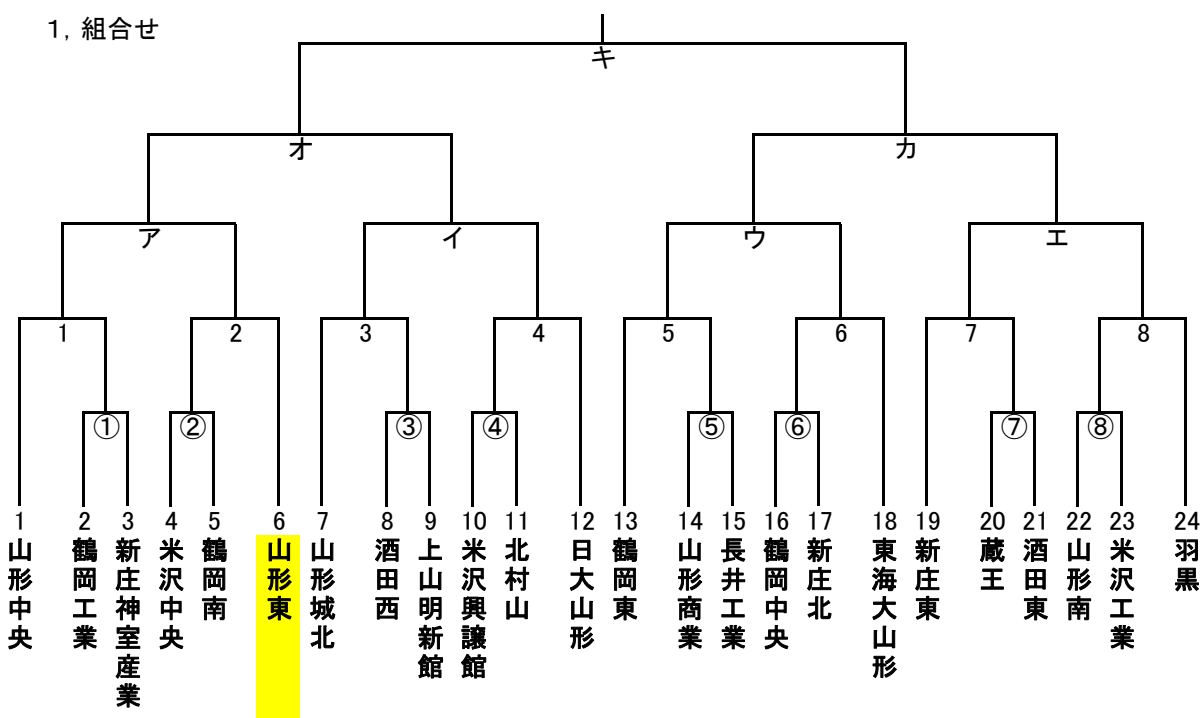 1, 組合せ
キ
オ
カ
ア
イ
ウ
エ
1
2
3
4
5
6
7
8
①
②
③
④
⑤
⑥
⑦
⑧
1 山形中央
2 鶴岡工業
3 新庄神室産業
4 米沢中央
5 鶴岡南
6 山形東
7 山形城北
8 酒田西
9 上山明新館
10 米沢興譲館
11 北村山
12 日大山形
13 鶴岡東
14 山形商業
15 長井工業
16 鶴岡中央
17 新庄北
18 東海大山形
19 新庄東
20 蔵王
21 酒田東
22 山形南
23 米沢工業
24 羽黒